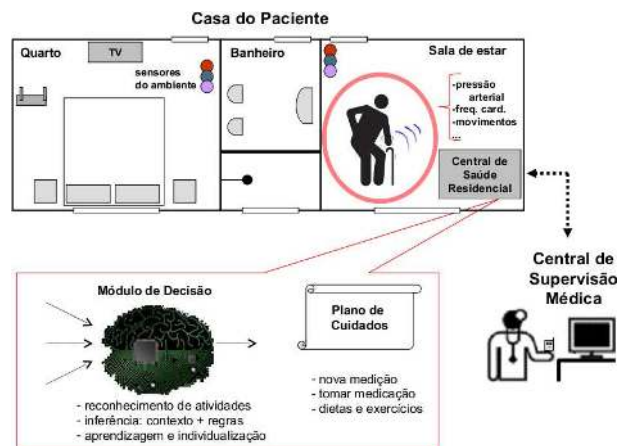 Casa do Paciente
Quarto
TV
sensores
do ambiente
Banheiro
Sala de estar
-pressão
arterial
-freq. card.
-movimentos
...
Central de
Saúde
Residencial
Central de
Supervisão
Médica
Módulo de Decisão
- reconhecimento de atividades
- inferência: contexto + regras
- aprendizagem e individualização
Plano de
Cuidados
- nova medição
- tomar medicação
- dietas e exercícios